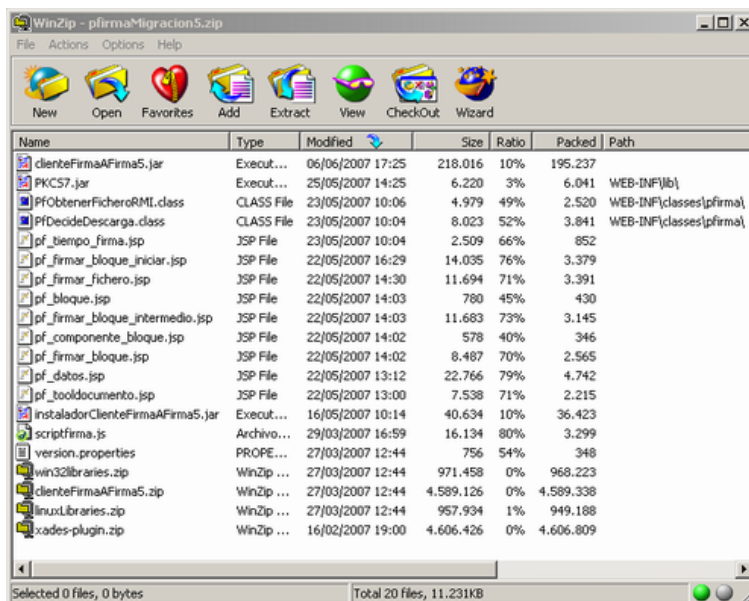 WinZip - pfirmaMigracion5.zip
File Actions Options Help
New Open Favorites Add Extract View CheckOut Wizard
Name Type Modified Size Ratio Packed Path
clienteFirmaAFirma5.jar Execut... 06/06/2007 17:25 218.016 10% 195.237
PKCS7.jar Execut... 25/05/2007 14:25 6.220 3% 6.041 WEB-INF\lib\
PfObtenerFicheroRMI.class CLASS File 23/05/2007 10:06 4.979 49% 2.520 WEB-INF\classes\pfirma\
PfDecideDescarga.class CLASS File 23/05/2007 10:04 8.023 52% 3.841 WEB-INF\classes\pfirma\
pf_tiempo_firma.jsp JSP File 23/05/2007 10:04 2.509 66% 852
pf_firmar_bloque_iniciar.jsp JSP File 22/05/2007 16:29 14.035 76% 3.379
pf_firmar_fichero.jsp JSP File 22/05/2007 14:30 11.694 71% 3.391
pf_bloque.jsp JSP File 22/05/2007 14:03 780 45% 430
pf_firmar_bloque_intermedio.jsp JSP File 22/05/2007 14:03 11.683 73% 3.145
pf_componente_bloque.jsp JSP File 22/05/2007 14:02 578 40% 346
pf_firmar_bloque.jsp JSP File 22/05/2007 14:02 8.487 70% 2.565
pf_datos.jsp JSP File 22/05/2007 13:12 22.766 79% 4.742
pf_tooldocumento.jsp JSP File 22/05/2007 13:00 7.538 71% 2.215
instaladorClienteFirmaAFirma5.jar Execut... 16/05/2007 10:14 40.634 10% 36.423
scriptfirma.js Archivo... 29/03/2007 16:59 16.134 80% 3.299
version.properties PROPE... 27/03/2007 12:44 756 54% 348
win32libraries.zip WinZip ... 27/03/2007 12:44 971.458 0% 968.223
clienteFirmaAFirma5.zip WinZip ... 27/03/2007 12:44 4.589.126 0% 4.589.338
linuxLibraries.zip WinZip ... 27/03/2007 12:44 957.934 1% 949.188
xades-plugin.zip WinZip ... 16/02/2007 19:00 4.606.426 0% 4.606.809
Selected 0 files, 0 bytes Total 20 files, 11.231KB